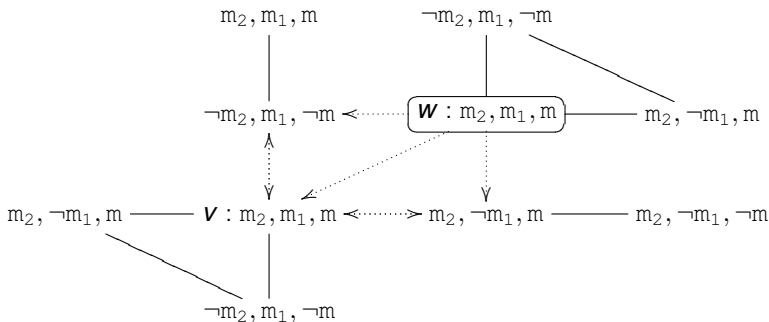 m₂, m₁, m ¬m₂, m₁, ¬m
¬m₂, m₁, ¬m w : m₂, m₁, m m₂, ¬m₁, m
m₂, ¬m₁, m v : m₂, m₁, m m₂, ¬m₁, m m₂, ¬m₁, ¬m
¬m₂, m₁, ¬m